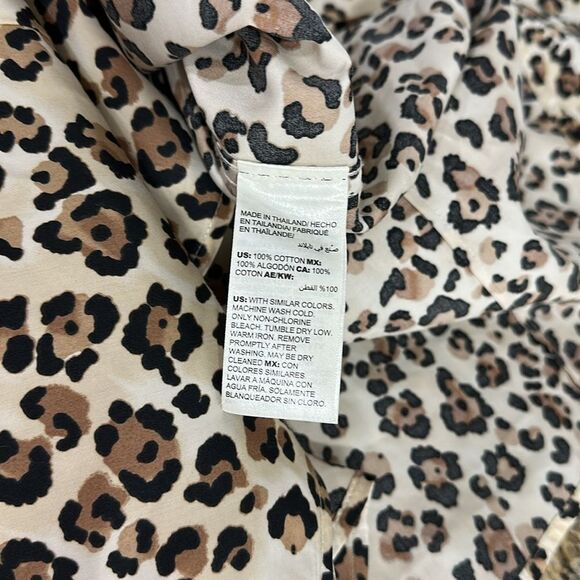 MADE IN THAILAND/ HECHO
EN TAILANDIA/ FABRIQUÉ
EN THAÏLANDE/
صنع في تايلاند
US: 100% COTTON MX:
100% ALGODÓN CA: 100%
COTON AE/KW:
100% القطن
US: WITH SIMILAR COLORS.
MACHINE WASH COLD.
ONLY NON-CHLORINE
BLEACH. TUMBLE DRY LOW.
WARM IRON. REMOVE
PROMPTLY AFTER
WASHING. MAY BE DRY
CLEANED MX: CON
COLORES SIMILARES.
LAVAR A MÁQUINA CON
AGUA FRÍA. SOLAMENTE
BLANQUEADOR SIN CLORO.